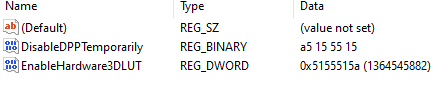 Name Type Data
(Default) REG_SZ (value not set)
DisableDPPTemporarily REG_BINARY a5 15 55 15
EnableHardware3DLUT REG_DWORD 0x5155515a (1364545882)